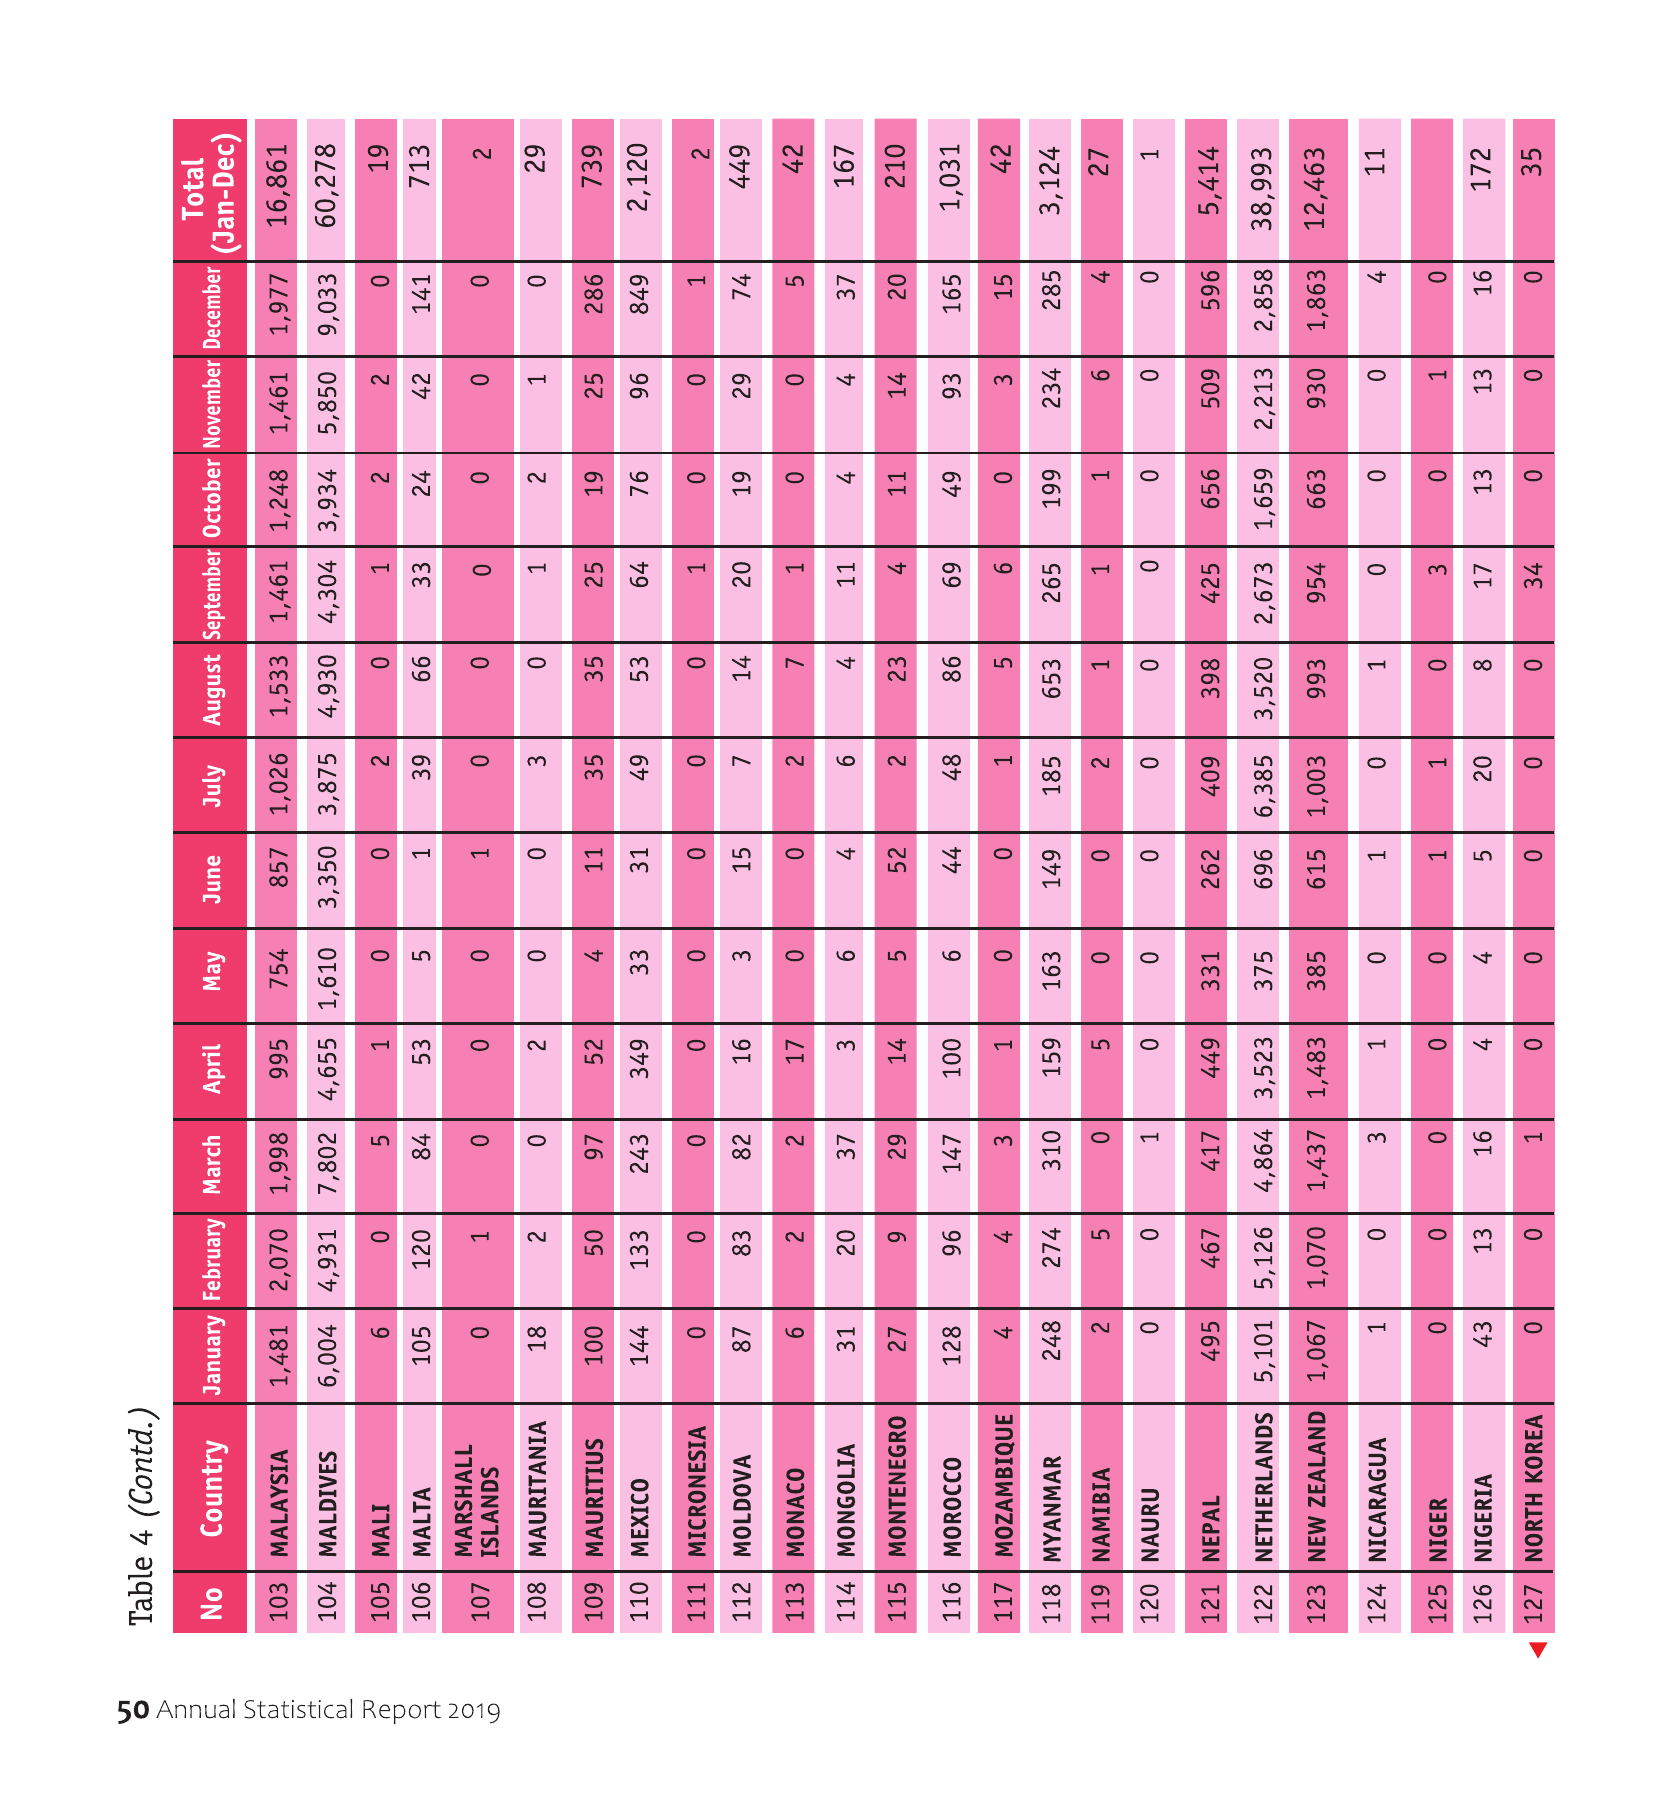 Table 4 (Contd.)
No Country January February March April May June July August September October November December Total (Jan-Dec)
103 MALAYSIA 1,481 2,070 1,998 995 754 857 1,026 1,533 1,461 1,248 1,461 1,977 16,861
104 MALDIVES 6,004 4,931 7,802 4,655 1,610 3,350 3,875 4,930 4,304 3,934 5,850 9,033 60,278
105 MALI 6 0 5 1 0 0 2 0 1 2 2 0 19
106 MALTA 105 120 84 53 5 1 39 66 33 24 42 141 713
107 MARSHALL ISLANDS 0 1 0 0 0 1 0 0 0 0 0 0 2
108 MAURITANIA 18 2 0 2 0 0 3 0 1 2 1 0 29
109 MAURITIUS 100 50 97 52 4 11 35 35 25 19 25 286 739
110 MEXICO 144 133 243 349 33 31 49 53 64 76 96 849 2,120
111 MICRONESIA 0 0 0 0 0 0 0 0 1 0 0 1 2
112 MOLDOVA 87 83 82 16 3 15 7 14 20 19 29 74 449
113 MONACO 6 2 2 17 0 0 2 7 1 0 0 5 42
114 MONGOLIA 31 20 37 3 6 4 6 4 11 4 4 37 167
115 MONTENEGRO 27 9 29 14 5 52 2 23 4 11 14 20 210
116 MOROCCO 128 96 147 100 6 44 48 86 69 49 93 165 1,031
117 MOZAMBIQUE 4 4 3 1 0 0 1 5 6 0 3 15 42
118 MYANMAR 248 274 310 159 163 149 185 653 265 199 234 285 3,124
119 NAMIBIA 2 5 0 5 0 0 2 1 1 1 6 4 27
120 NAURU 0 0 1 0 0 0 0 0 0 0 0 0 1
121 NEPAL 495 467 417 449 331 262 409 398 425 656 509 596 5,414
122 NETHERLANDS 5,101 5,126 4,864 3,523 375 696 6,385 3,520 2,673 1,659 2,213 2,858 38,993
123 NEW ZEALAND 1,067 1,070 1,437 1,483 385 615 1,003 993 954 663 930 1,863 12,463
124 NICARAGUA 1 0 3 1 0 1 0 1 0 0 0 4 11
125 NIGER 0 0 0 0 0 1 1 0 3 0 1 0
126 NIGERIA 43 13 16 4 4 5 20 8 17 13 13 16 172
127 NORTH KOREA 0 0 1 0 0 0 0 0 34 0 0 0 35
50 Annual Statistical Report 2019